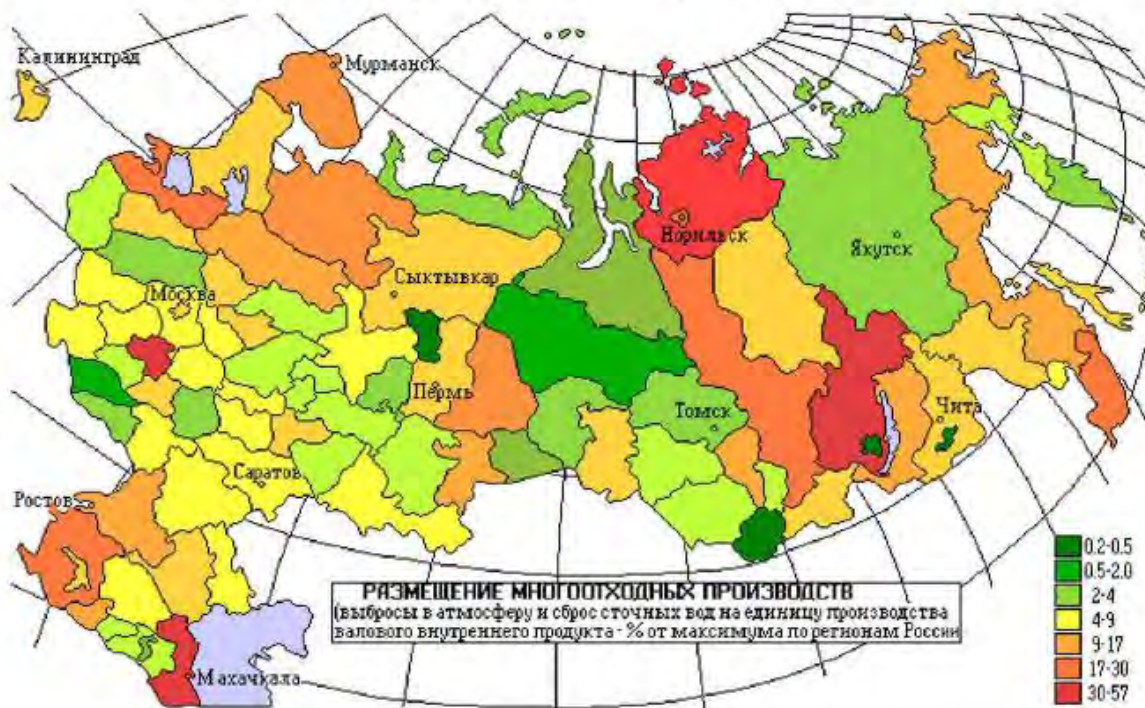 Калининград
Мурманск
Норильск
Якутск
Сыктывкар
Москва
Пермь
Томск
Чита
Саратов
Ростов
Махачкала
РАЗМЕЩЕНИЕ МНОГООТХОДНЫХ ПРОИЗВОДСТВ
(выбросы в атмосферу и сброс сточных вод на единицу производства
валового внутреннего продукта - % от максимума по регионам России
0.2-0.5
0.5-2.0
2-4
4-9
9-17
17-30
30-57